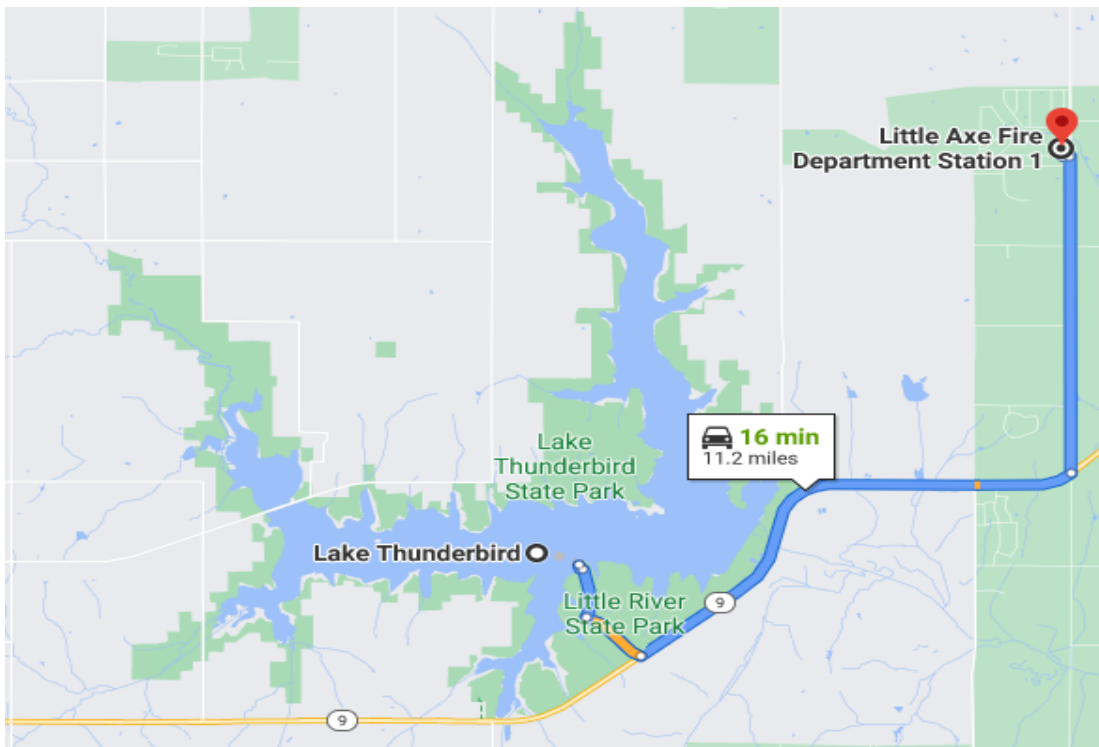 Little Axe Fire
Department Station 1
16 min
11.2 miles
Lake
Thunderbird
State Park
Lake Thunderbird
Little River
State Park
9
9